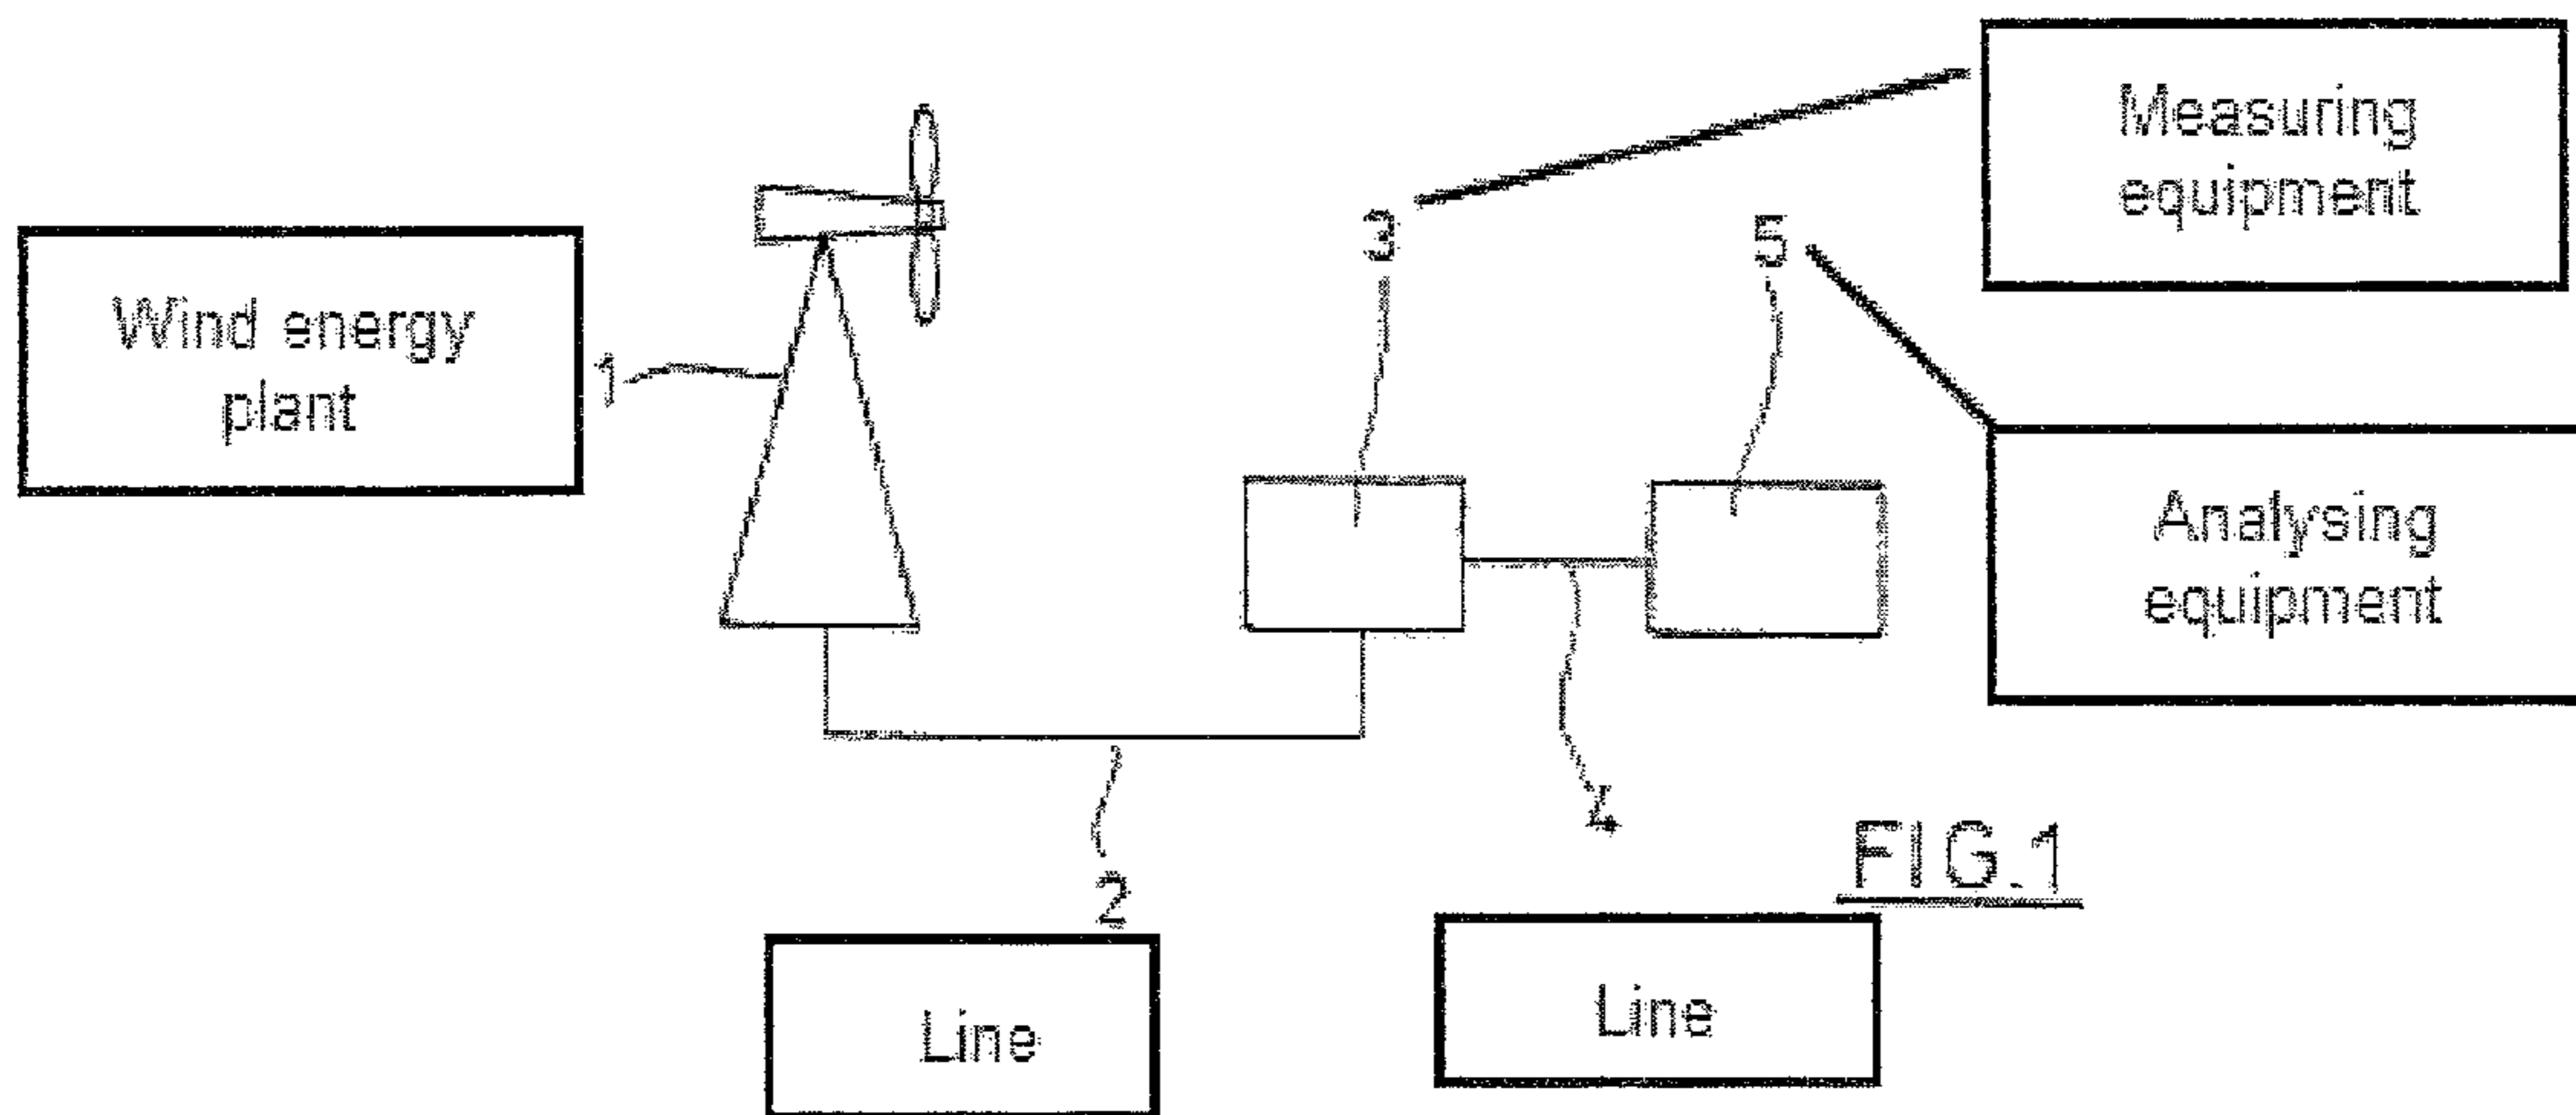 Measuring
equipment
3
5
Wind energy
plant
1
Analysing
equipment
4
FIG.1
2
Line
Line